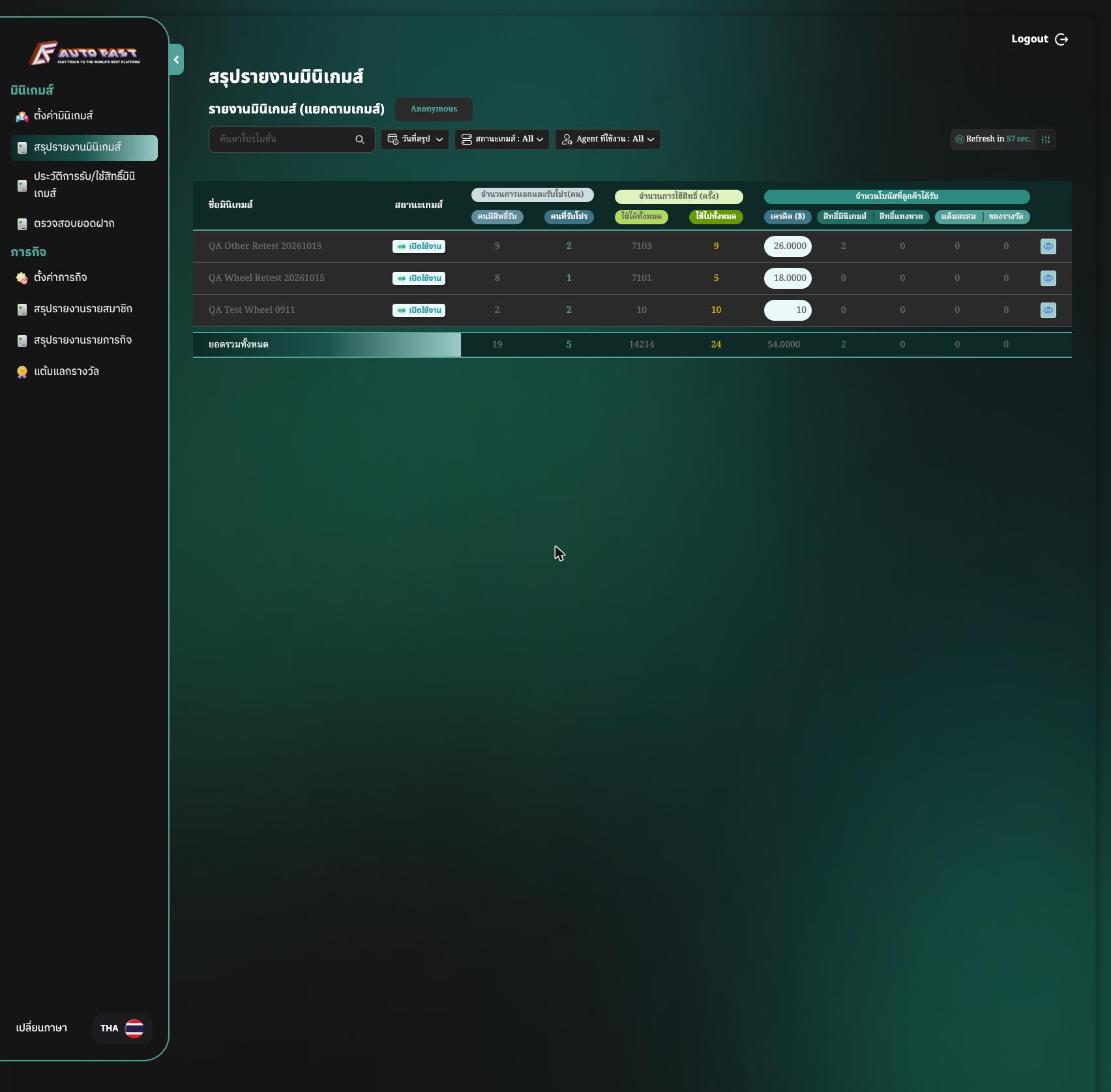 AUTO FAST
FAST TRACK TO THE WORLD'S BEST PLATFORM
มินิเกมส์
ตั้งค่ามินิเกมส์
สรุปรายงานมินิเกมส์
ประวัติการรับ/ใช้สิทธิ์มินิ
เกมส์
ตรวจสอบยอดฝาก
ภารกิจ
ตั้งค่าภารกิจ
สรุปรายงานรายสมาชิก
สรุปรายงานรายภารกิจ
แต้มแลกรางวัล
เปลี่ยนภาษา THA
Logout
สรุปรายงานมินิเกมส์
รายงานมินิเกมส์ (แยกตามเกมส์) Anonymous
ค้นหาโปรโมชั่น วันที่สรุป สถานะเกมส์ : All Agent ที่ใช้งาน : All Refresh in 57 sec.
ชื่อมินิเกมส์ สถานะเกมส์ จำนวนการแจกและรับโปร(คน) จำนวนการใช้สิทธิ์ (ครั้ง) จำนวนโบนัสที่ลูกค้าได้รับ
คนมีสิทธิ์รับ คนที่รับโปร ใช้ได้ทั้งหมด ใช้ไปทั้งหมด เครดิต (฿) สิทธิ์มินิเกมส์ | สิทธิ์แทงหวย แต้มสะสม | ของรางวัล
QA Other Retest 20261015 เปิดใช้งาน 9 2 7103 9 26.0000 2 0 0 0
QA Wheel Retest 20261015 เปิดใช้งาน 8 1 7101 5 18.0000 0 0 0 0
QA Test Wheel 0911 เปิดใช้งาน 2 2 10 10 10 0 0 0 0
ยอดรวมทั้งหมด 19 5 14214 24 54.0000 2 0 0 0